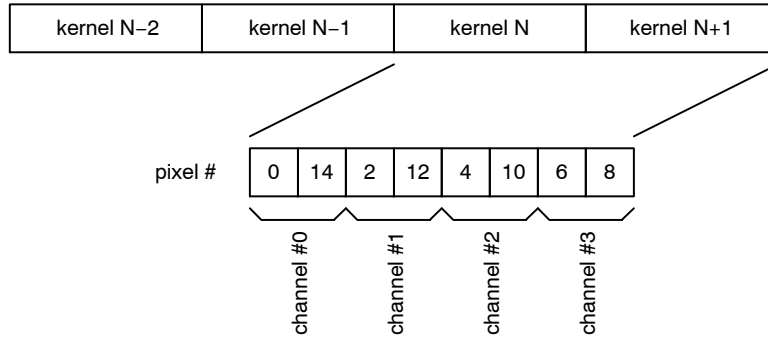 kernel N−2 kernel N−1 kernel N kernel N+1
pixel # 0 14 2 12 4 10 6 8
channel #0 channel #1 channel #2 channel #3